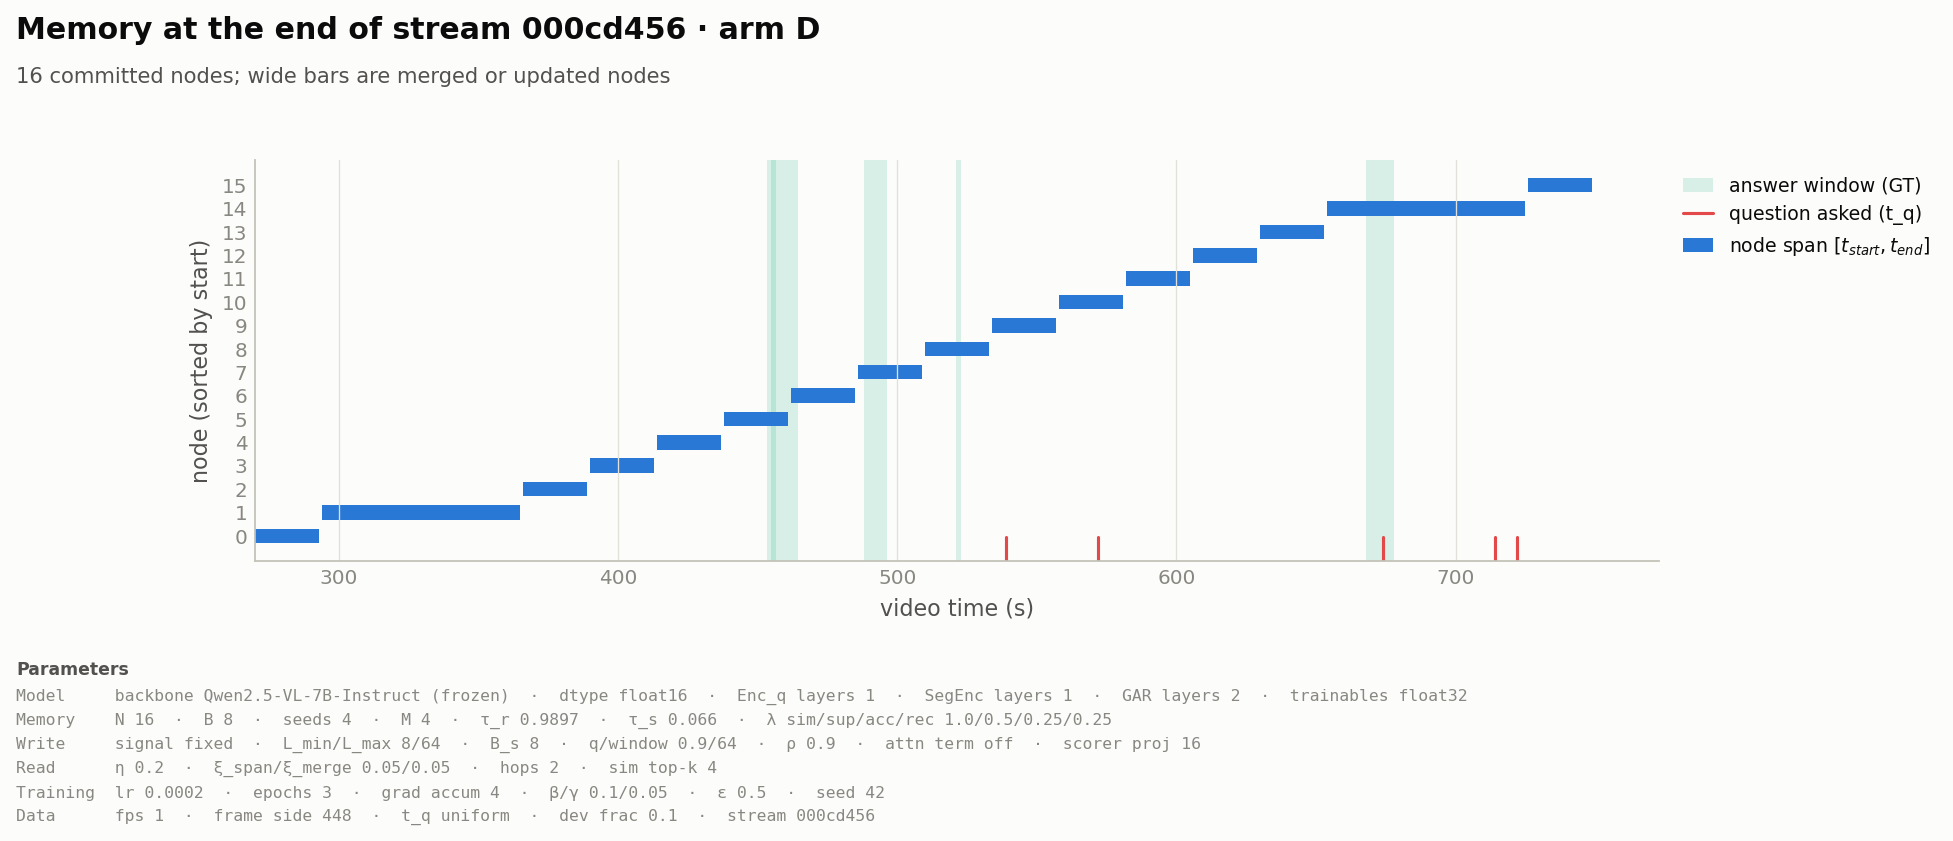 Memory at the end of stream 000cd456 · arm D
16 committed nodes; wide bars are merged or updated nodes
15
14
13
12
11
10
9
8
7
6
5
4
3
2
1
0
node (sorted by start)
300 400 500 600 700
video time (s)
answer window (GT)
question asked (t_q)
node span [t_start, t_end]
Parameters
Model backbone Qwen2.5-VL-7B-Instruct (frozen) · dtype float16 · Enc_q layers 1 · SegEnc layers 1 · GAR layers 2 · trainables float32
Memory N 16 · B 8 · seeds 4 · M 4 · τ_r 0.9897 · τ_s 0.066 · λ sim/sup/acc/rec 1.0/0.5/0.25/0.25
Write signal fixed · L_min/L_max 8/64 · B_s 8 · q/window 0.9/64 · ρ 0.9 · attn term off · scorer proj 16
Read η 0.2 · ξ_span/ξ_merge 0.05/0.05 · hops 2 · sim top-k 4
Training lr 0.0002 · epochs 3 · grad accum 4 · β/γ 0.1/0.05 · ε 0.5 · seed 42
Data fps 1 · frame side 448 · t_q uniform · dev frac 0.1 · stream 000cd456